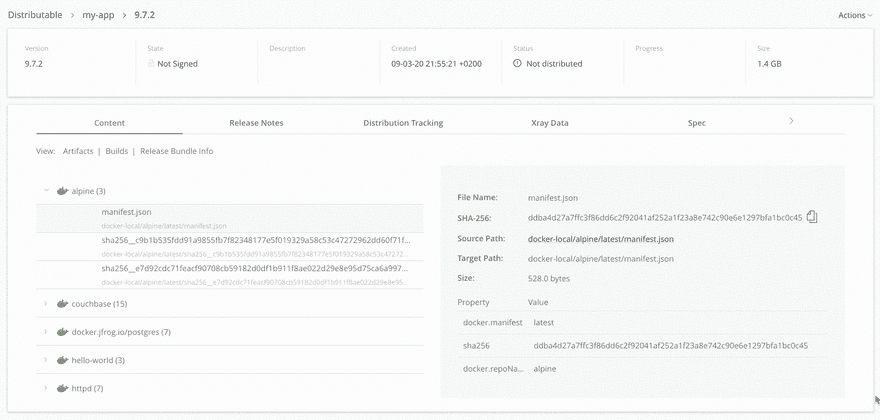 Distributable > my-app > 9.7.2
Actions
Version
State
Description
Created
Status
Progress
Size
9.7.2
Not Signed
09-03-20 21:55:21 +0200
Not distributed
1.4 GB
Content
Release Notes
Distribution Tracking
Xray Data
Spec
View: Artifacts | Builds | Release Bundle Info
alpine (3)
manifest.json
docker-local/alpine/latest/manifest.json
sha256__c9b1b535fdd91a9855fb7f82348177e5f019329a58c53c47272962dd60f71f...
docker-local/alpine/latest/sha256__c9b1b535fdd91a9855fb7f82348177e5f019329a58c53c47272...
sha256__e7d92cdc71feacf90708cb59182d0df1b911f8ae022d29e8e95d75ca6a997...
docker-local/alpine/latest/sha256__e7d92cdc71feacf90708cb59182d0df1b911f8ae022d29e8e95...
couchbase (15)
docker.jfrog.io/postgres (7)
hello-world (3)
httpd (7)
File Name: manifest.json
SHA-256: ddba4d27a7ffc3f86dd6c2f92041af252a1f23a8e742c90e6e1297bfa1bc0c45
Source Path: docker-local/alpine/latest/manifest.json
Target Path: docker-local/alpine/latest/manifest.json
Size: 528.0 bytes
Property Value
docker.manifest latest
sha256 ddba4d27a7ffc3f86dd6c2f92041af252a1f23a8e742c90e6e1297bfa1bc0c45
docker.repoNa... alpine